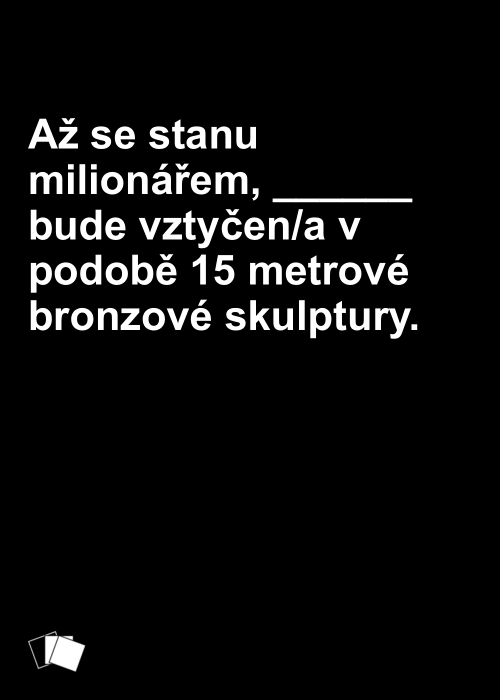 Až se stanu
milionářem, ______
bude vztyčen/a v
podobě 15 metrové
bronzové skulptury.